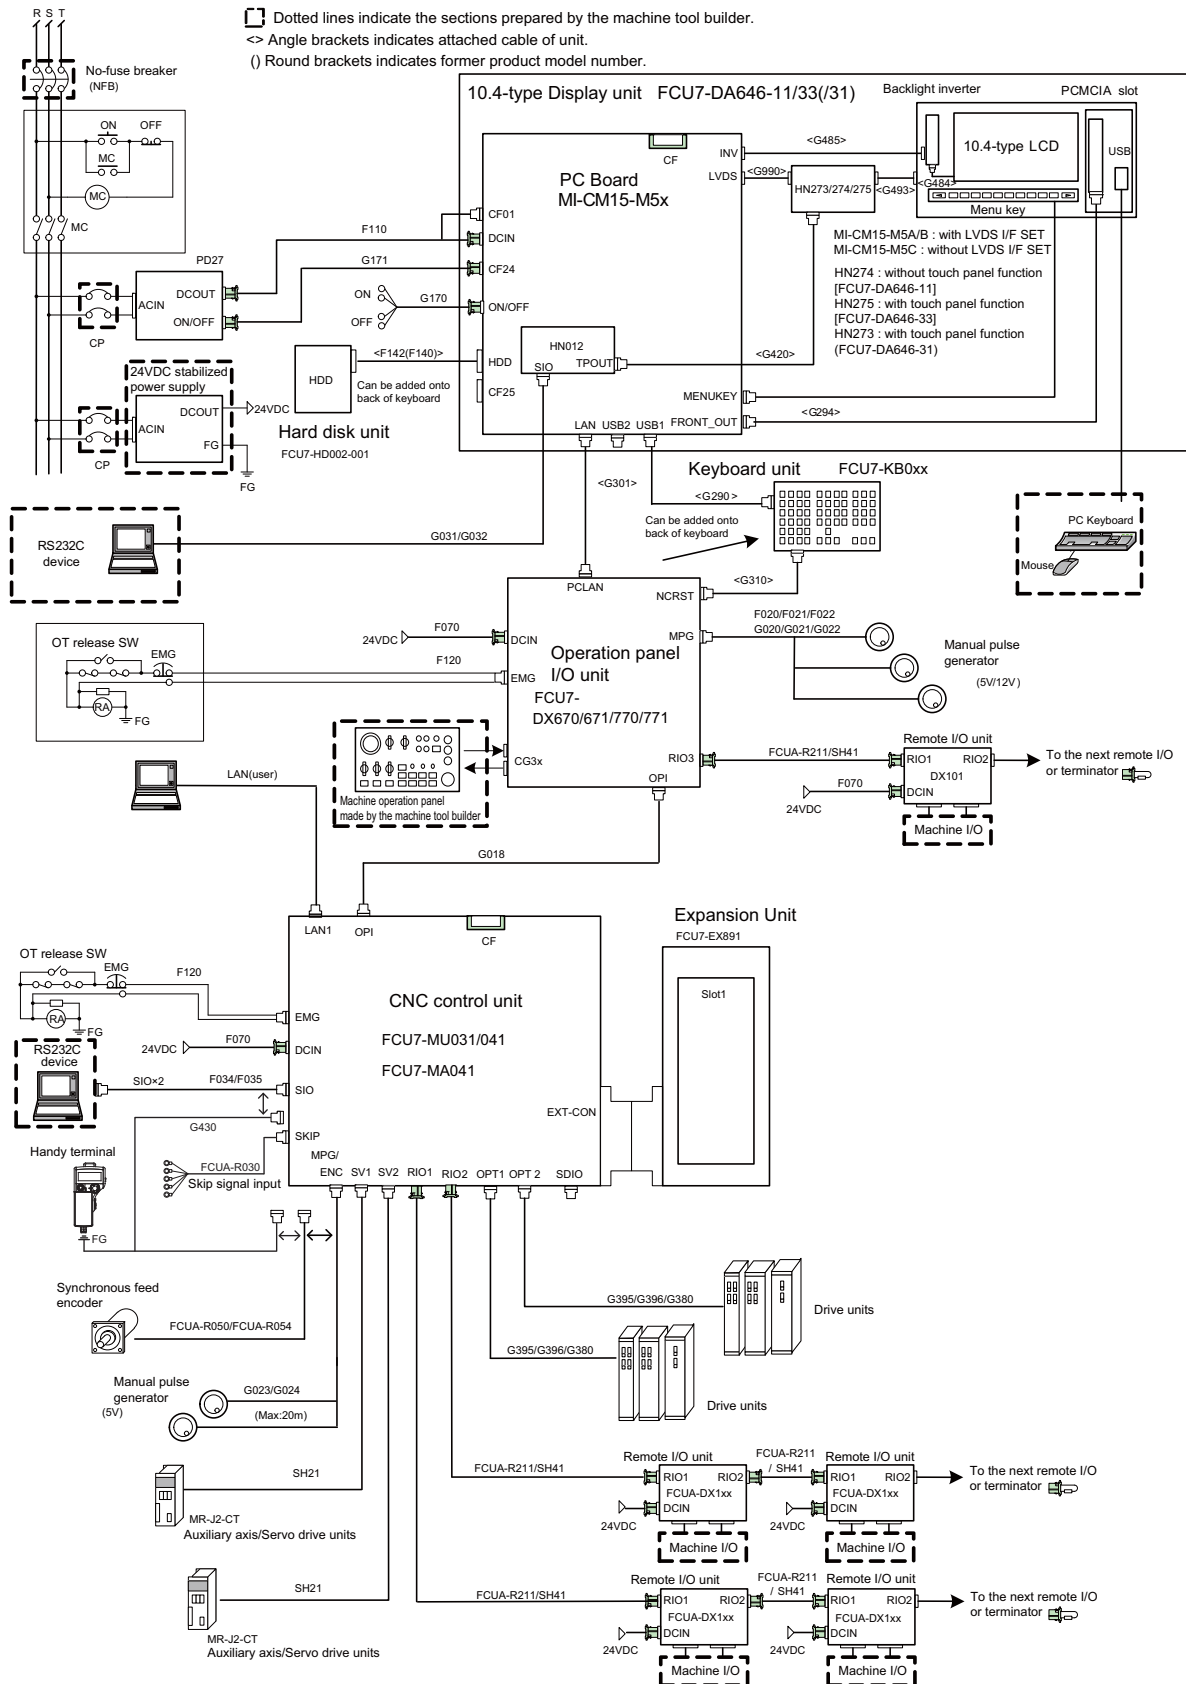 R S T
Dotted lines indicate the sections prepared by the machine tool builder.
<> Angle brackets indicates attached cable of unit.
() Round brackets indicates former product model number.
No-fuse breaker
(NFB)
ON
OFF
MC
MC
MC
10.4-type Display unit FCU7-DA646-11/33(/31)
Backlight inverter
PCMCIA slot
CF
PC Board
MI-CM15-M5x
INV
LVDS
<G485>
<G990>
HN273/274/275
<G493>
<G484>
10.4-type LCD
USB
Menu key
CF01
DCIN
CF24
ON/OFF
F110
G171
G170
ON
OFF
MI-CM15-M5A/B : with LVDS I/F SET
MI-CM15-M5C : without LVDS I/F SET
HN274 : without touch panel function
[FCU7-DA646-11]
HN275 : with touch panel function
[FCU7-DA646-33]
HN273 : with touch panel function
(FCU7-DA646-31)
PD27
ACIN
DCOUT
ON/OFF
CP
HN012
SIO
TPOUT
<G420>
HDD
CF25
<F142(F140)>
HDD
Can be added onto
back of keyboard
24VDC stabilized
power supply
DCOUT
ACIN
FG
24VDC
FG
CP
Hard disk unit
FCU7-HD002-001
MENUKEY
FRONT_OUT
<G294>
LAN USB2 USB1
<G301>
<G290>
Keyboard unit
FCU7-KB0xx
Can be added onto
back of keyboard
<G310>
PC Keyboard
Mouse
RS232C
device
G031/G032
PCLAN
NCRST
MPG
DCIN
EMG
Operation panel
I/O unit
FCU7-
DX670/671/770/771
CG3x
RIO3
OPI
24VDC
F070
F120
OT release SW
EMG
RA
FG
F020/F021/F022
G020/G021/G022
Manual pulse
generator
(5V/12V)
Machine operation panel
made by the machine tool builder
FCUA-R211/SH41
Remote I/O unit
RIO1
RIO2
DX101
DCIN
F070
24VDC
Machine I/O
To the next remote I/O
or terminator
LAN(user)
G018
LAN1
OPI
CF
Expansion Unit
FCU7-EX891
Slot1
CNC control unit
FCU7-MU031/041
FCU7-MA041
EXT-CON
OT release SW
EMG
F120
RA
FG
EMG
24VDC
F070
DCIN
RS232C
device
SIO×2
F034/F035
SIO
G430
SKIP
FCUA-R030
Skip signal input
Handy terminal
FG
MPG/
ENC SV1 SV2 RIO1 RIO2 OPT1 OPT 2 SDIO
Synchronous feed
encoder
FCUA-R050/FCUA-R054
G395/G396/G380
Drive units
G395/G396/G380
Drive units
Manual pulse
generator
(5V)
G023/G024
(Max:20m)
SH21
MR-J2-CT
Auxiliary axis/Servo drive units
SH21
MR-J2-CT
Auxiliary axis/Servo drive units
FCUA-R211/SH41
Remote I/O unit
RIO1
RIO2
FCUA-DX1xx
DCIN
24VDC
Machine I/O
FCUA-R211
/ SH41
Remote I/O unit
RIO1
RIO2
FCUA-DX1xx
DCIN
24VDC
Machine I/O
To the next remote I/O
or terminator
FCUA-R211/SH41
Remote I/O unit
RIO1
RIO2
FCUA-DX1xx
DCIN
24VDC
Machine I/O
FCUA-R211
/ SH41
Remote I/O unit
RIO1
RIO2
FCUA-DX1xx
DCIN
24VDC
Machine I/O
To the next remote I/O
or terminator